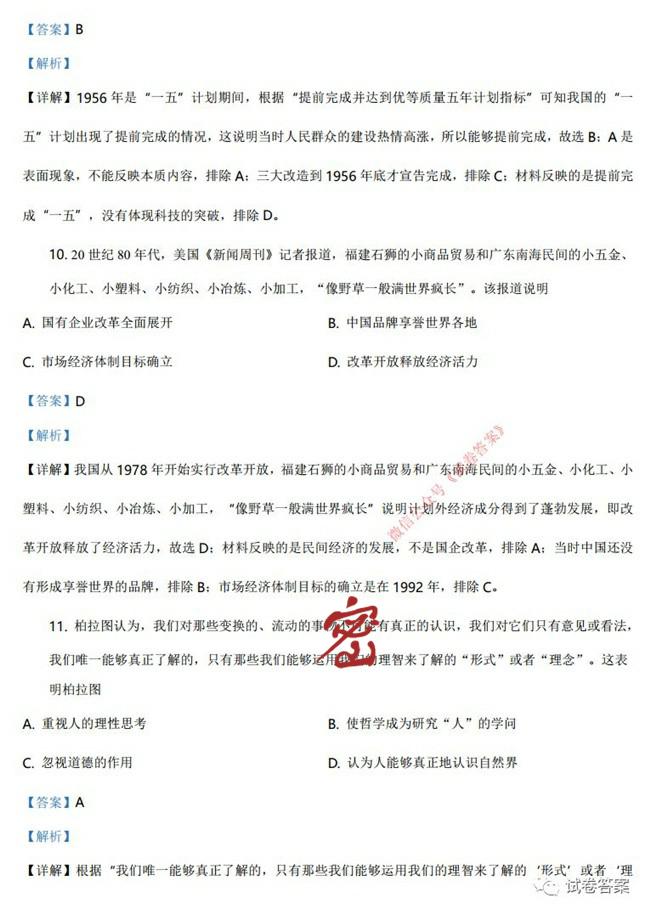 【答案】B
【解析】
【详解】1956 年是“一五”计划期间，根据“提前完成并达到优等质量五年计划指标”可知我国的“一
五”计划出现了提前完成的情况，这说明当时人民群众的建设热情高涨，所以能够提前完成，故选 B；A 是
表面现象，不能反映本质内容，排除 A；三大改造到 1956 年底才宣告完成，排除 C；材料反映的是提前完
成“一五”，没有体现科技的突破，排除 D。
10. 20 世纪 80 年代，美国《新闻周刊》记者报道，福建石狮的小商品贸易和广东南海民间的小五金、
小化工、小塑料、小纺织、小冶炼、小加工，“像野草一般满世界疯长”。该报道说明
A. 国有企业改革全面展开 B. 中国品牌享誉世界各地
C. 市场经济体制目标确立 D. 改革开放释放经济活力
【答案】D
【解析】
【详解】我国从 1978 年开始实行改革开放，福建石狮的小商品贸易和广东南海民间的小五金、小化工、小
塑料、小纺织、小冶炼、小加工，“像野草一般满世界疯长”说明计划外经济成分得到了蓬勃发展，即改
革开放释放了经济活力，故选 D；材料反映的是民间经济的发展，不是国企改革，排除 A；当时中国还没
有形成享誉世界的品牌，排除 B；市场经济体制目标的确立是在 1992 年，排除 C。
微信公众号《试卷答案》
密
11. 柏拉图认为，我们对那些变换的、流动的事物不可能有真正的认识，我们对它们只有意见或看法，
我们唯一能够真正了解的，只有那些我们能够运用我们的理智来了解的“形式”或者“理念”。这表
明柏拉图
A. 重视人的理性思考 B. 使哲学成为研究“人”的学问
C. 忽视道德的作用 D. 认为人能够真正地认识自然界
【答案】A
【解析】
【详解】根据“我们唯一能够真正了解的，只有那些我们能够运用我们的理智来了解的‘形式’或者‘理
试卷答案